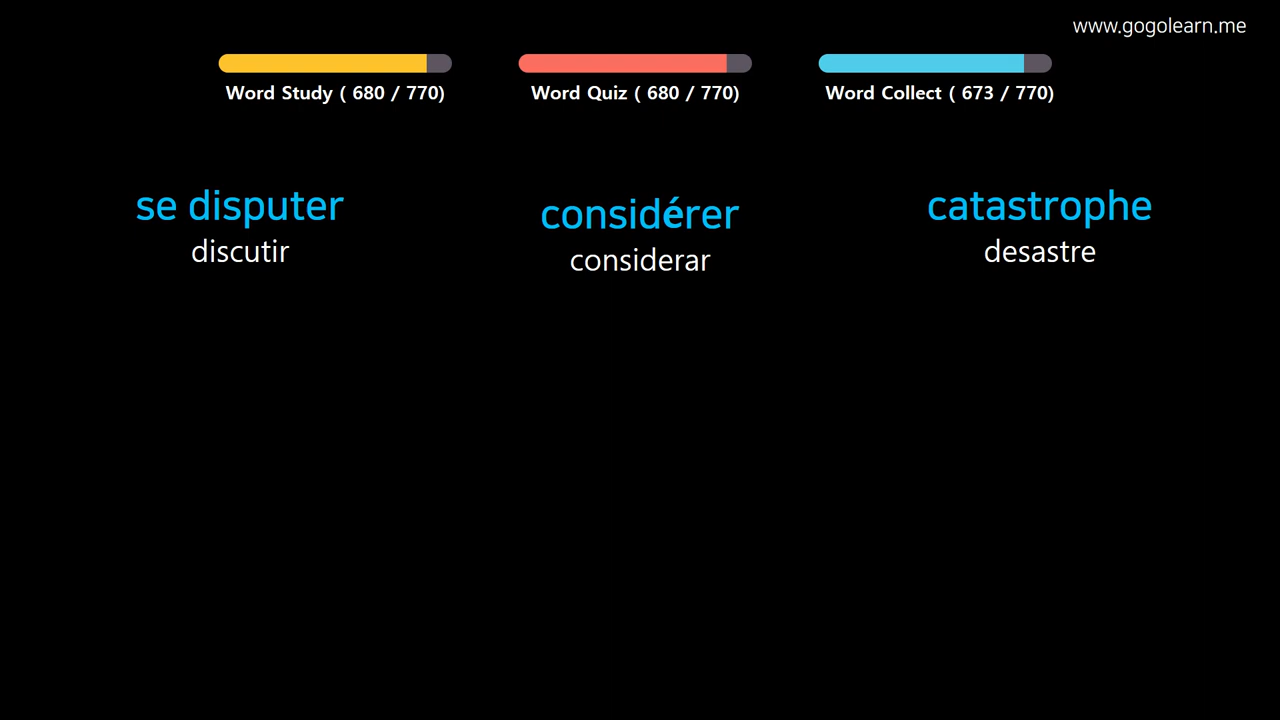 www.gogolearn.me
Word Study ( 680 / 770)
Word Quiz ( 680 / 770)
Word Collect ( 673 / 770)
se disputer
discutir
considérer
considerar
catastrophe
desastre